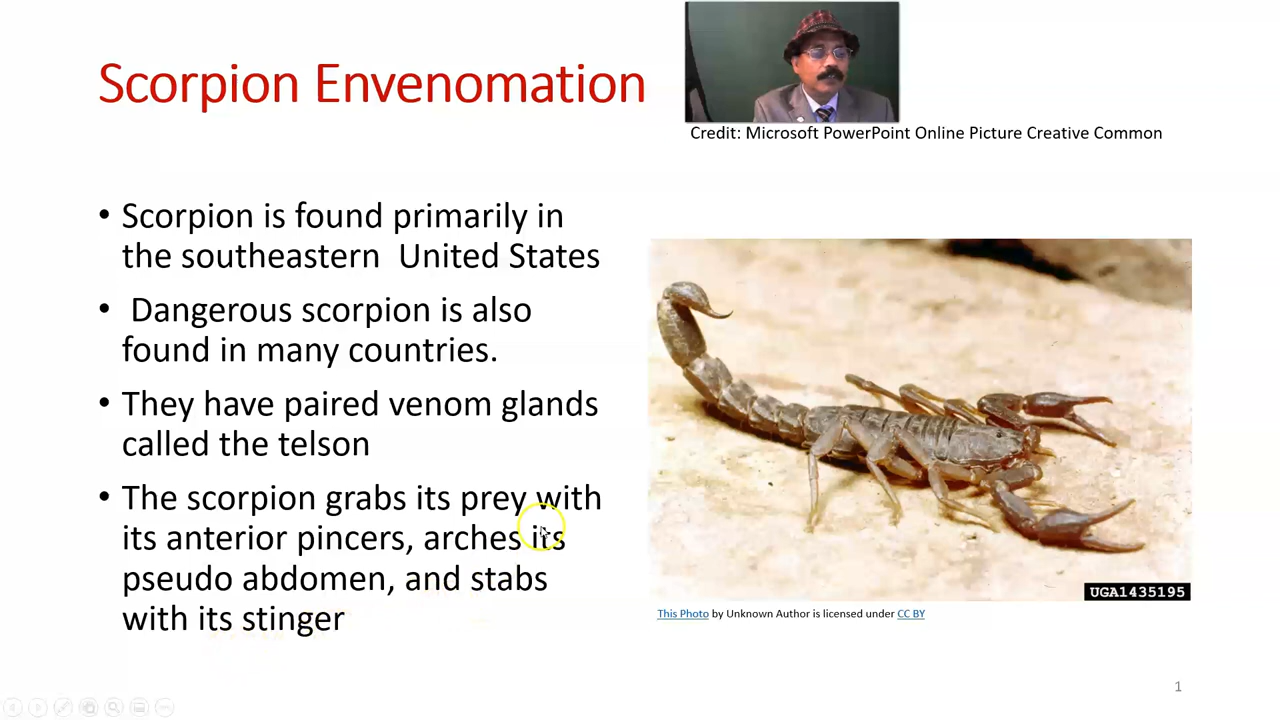 Scorpion Envenomation
Credit: Microsoft PowerPoint Online Picture Creative Common
• Scorpion is found primarily in
the southeastern  United States
•  Dangerous scorpion is also
found in many countries.
• They have paired venom glands
called the telson
• The scorpion grabs its prey with
its anterior pincers, arches its
pseudo abdomen, and stabs
with its stinger
UGA1435195
This Photo by Unknown Author is licensed under CC BY
1